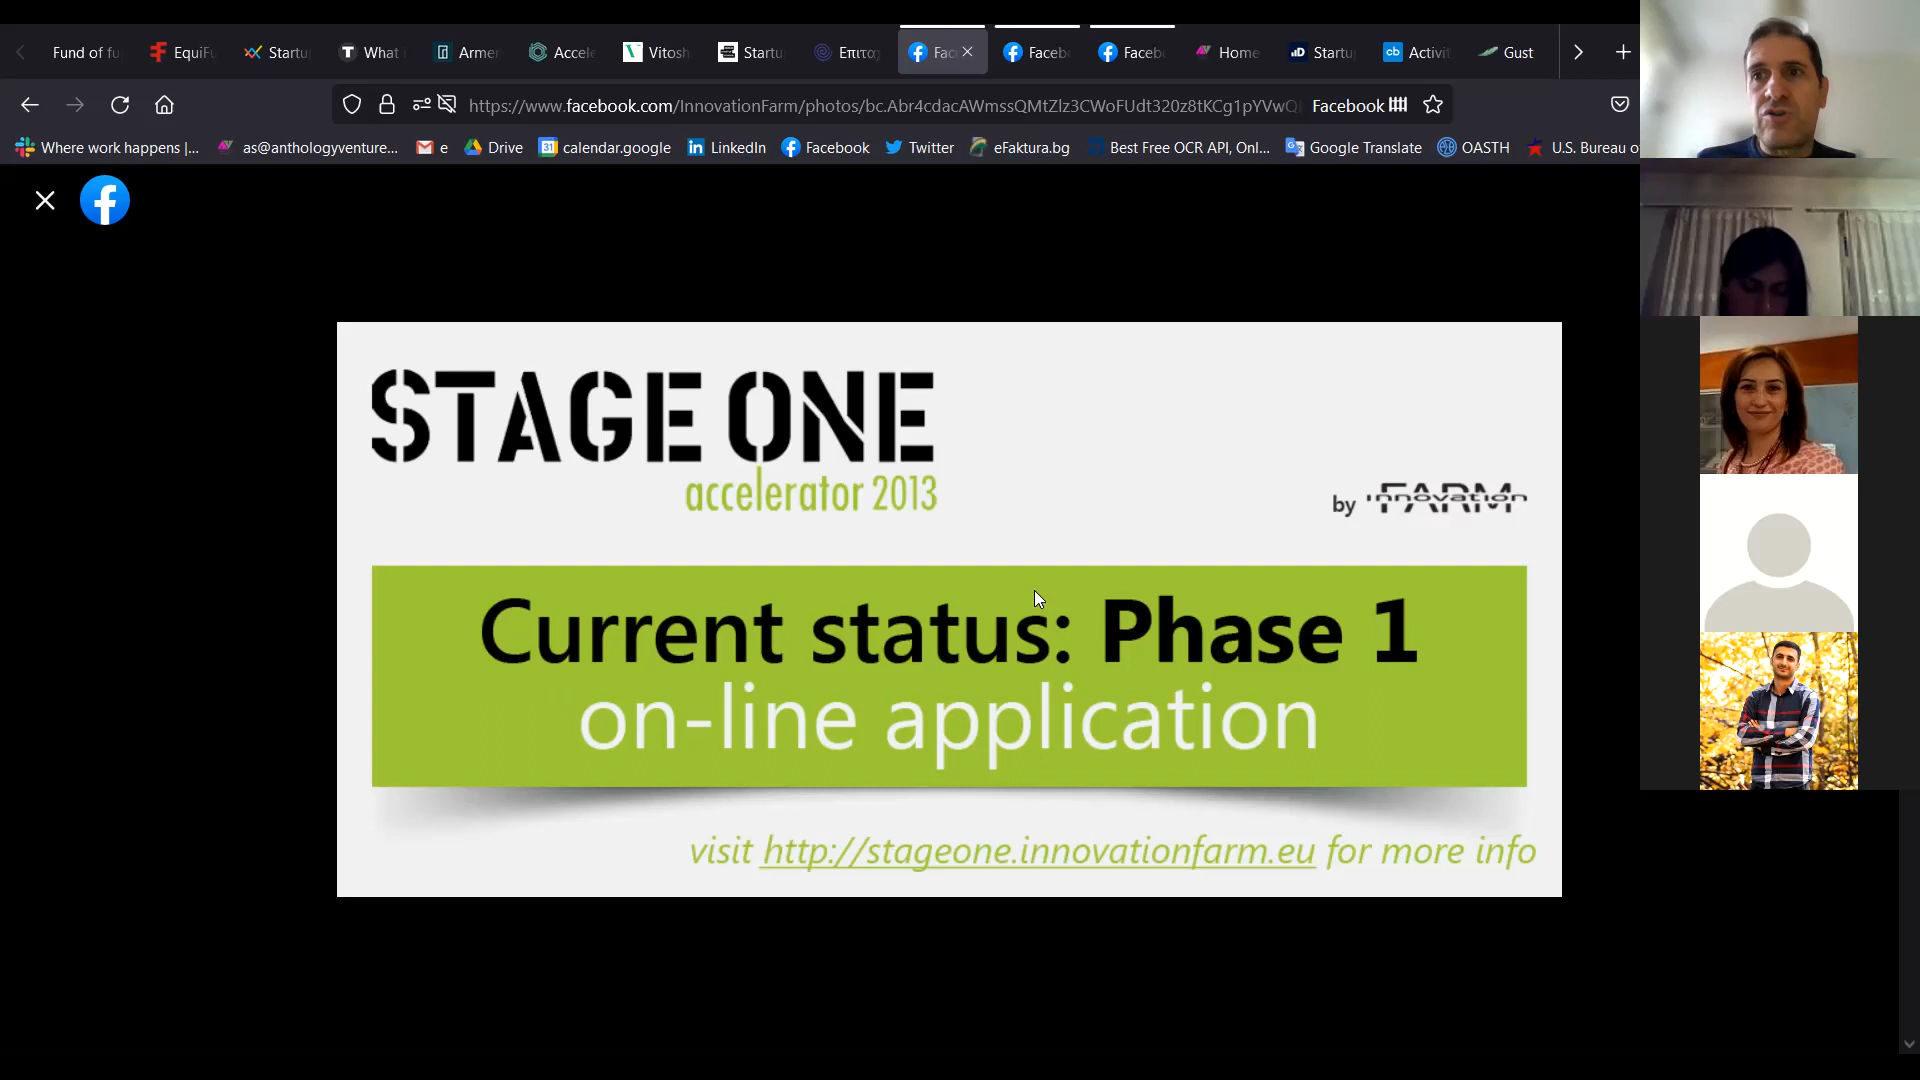 Fund of fu
EquiFu
Startu
What i
Armen
Accele
Vitosh
Startu
Επιταχ
Fac
Faceb
Faceb
Home
Startu
Activit
Gust
https://www.facebook.com/InnovationFarm/photos/bc.Abr4cdacAWmssQMtZlz3CWoFUdt320z8tKCg1pYVwQ
Facebook
Where work happens |...
as@anthologyventure...
e
Drive
calendar.google
LinkedIn
Facebook
Twitter
eFaktura.bg
Best Free OCR API, Onl...
Google Translate
OASTH
U.S. Bureau o
STAGE ONE
accelerator 2013
by innovation FARM
Current status: Phase 1
on-line application
visit http://stageone.innovationfarm.eu for more info